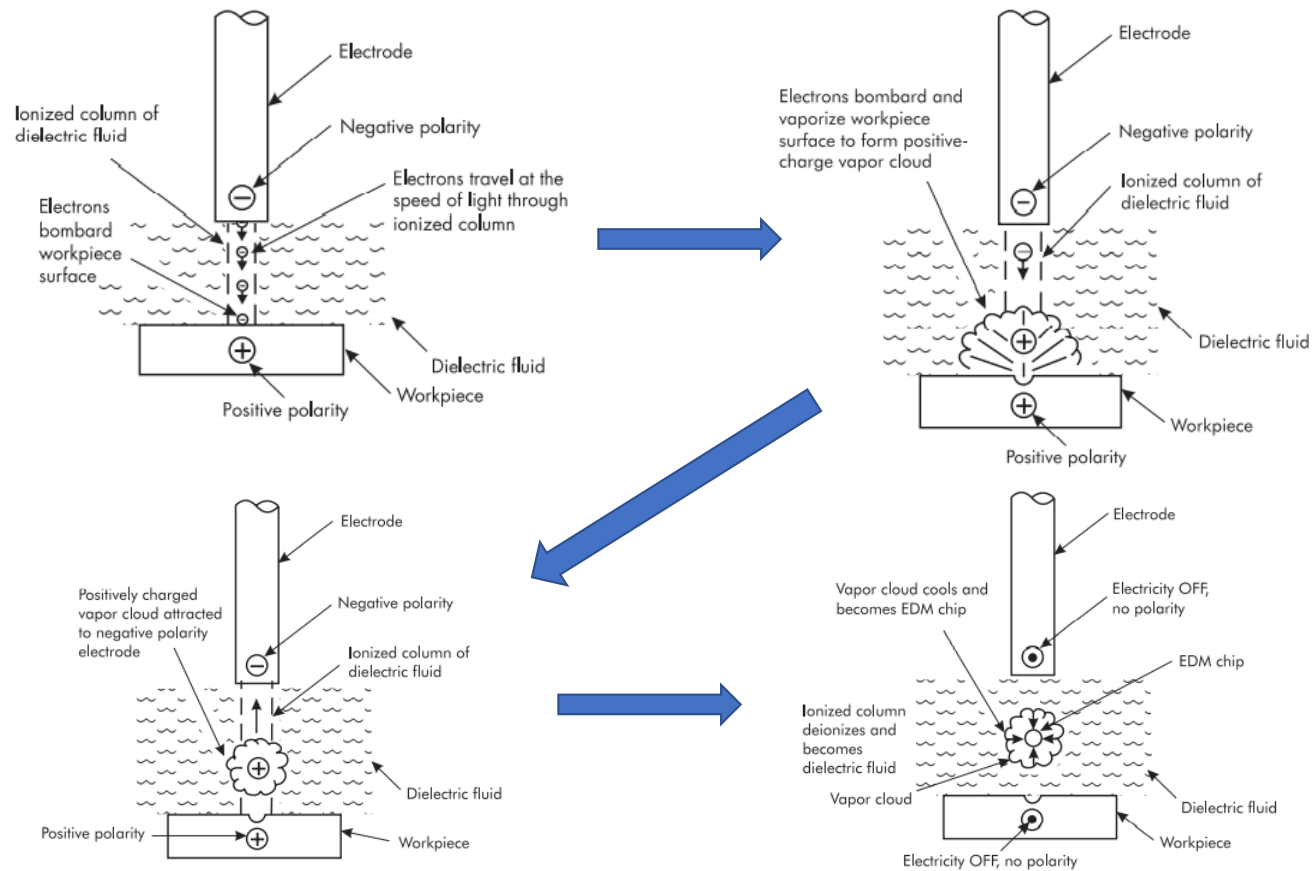 Electrode
Ionized column of
dielectric fluid
Negative polarity
Electrons travel at the
speed of light through
ionized column
Electrons
bombard
workpiece
surface
Dielectric fluid
Workpiece
Positive polarity
Electrode
Electrons bombard and
vaporize workpiece
surface to form positive-
charge vapor cloud
Negative polarity
Ionized column of
dielectric fluid
Dielectric fluid
Workpiece
Positive polarity
Electrode
Positively charged
vapor cloud attracted
to negative polarity
electrode
Negative polarity
Ionized column of
dielectric fluid
Dielectric fluid
Positive polarity
Workpiece
Electrode
Vapor cloud cools and
becomes EDM chip
Electricity OFF,
no polarity
EDM chip
Ionized column
deionizes and
becomes
dielectric fluid
Vapor cloud
Dielectric fluid
Workpiece
Electricity OFF, no polarity